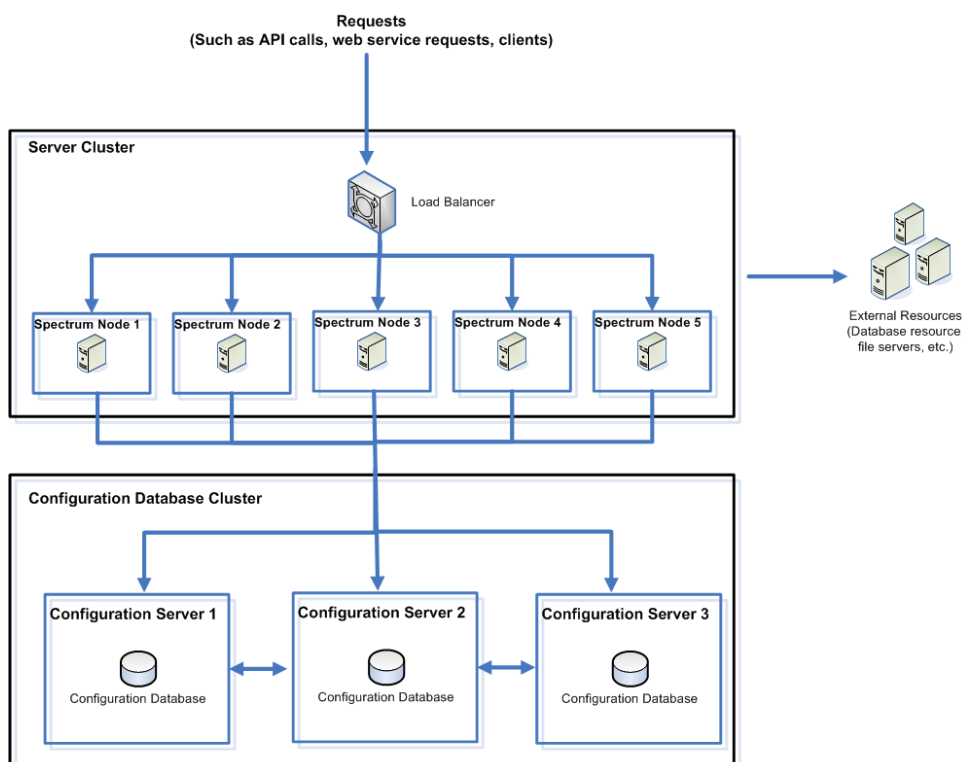 Requests
(Such as API calls, web service requests, clients)
Server Cluster
Load Balancer
Spectrum Node 1
Spectrum Node 2
Spectrum Node 3
Spectrum Node 4
Spectrum Node 5
External Resources
(Database resource
file servers, etc.)
Configuration Database Cluster
Configuration Server 1
Configuration Server 2
Configuration Server 3
Configuration Database
Configuration Database
Configuration Database